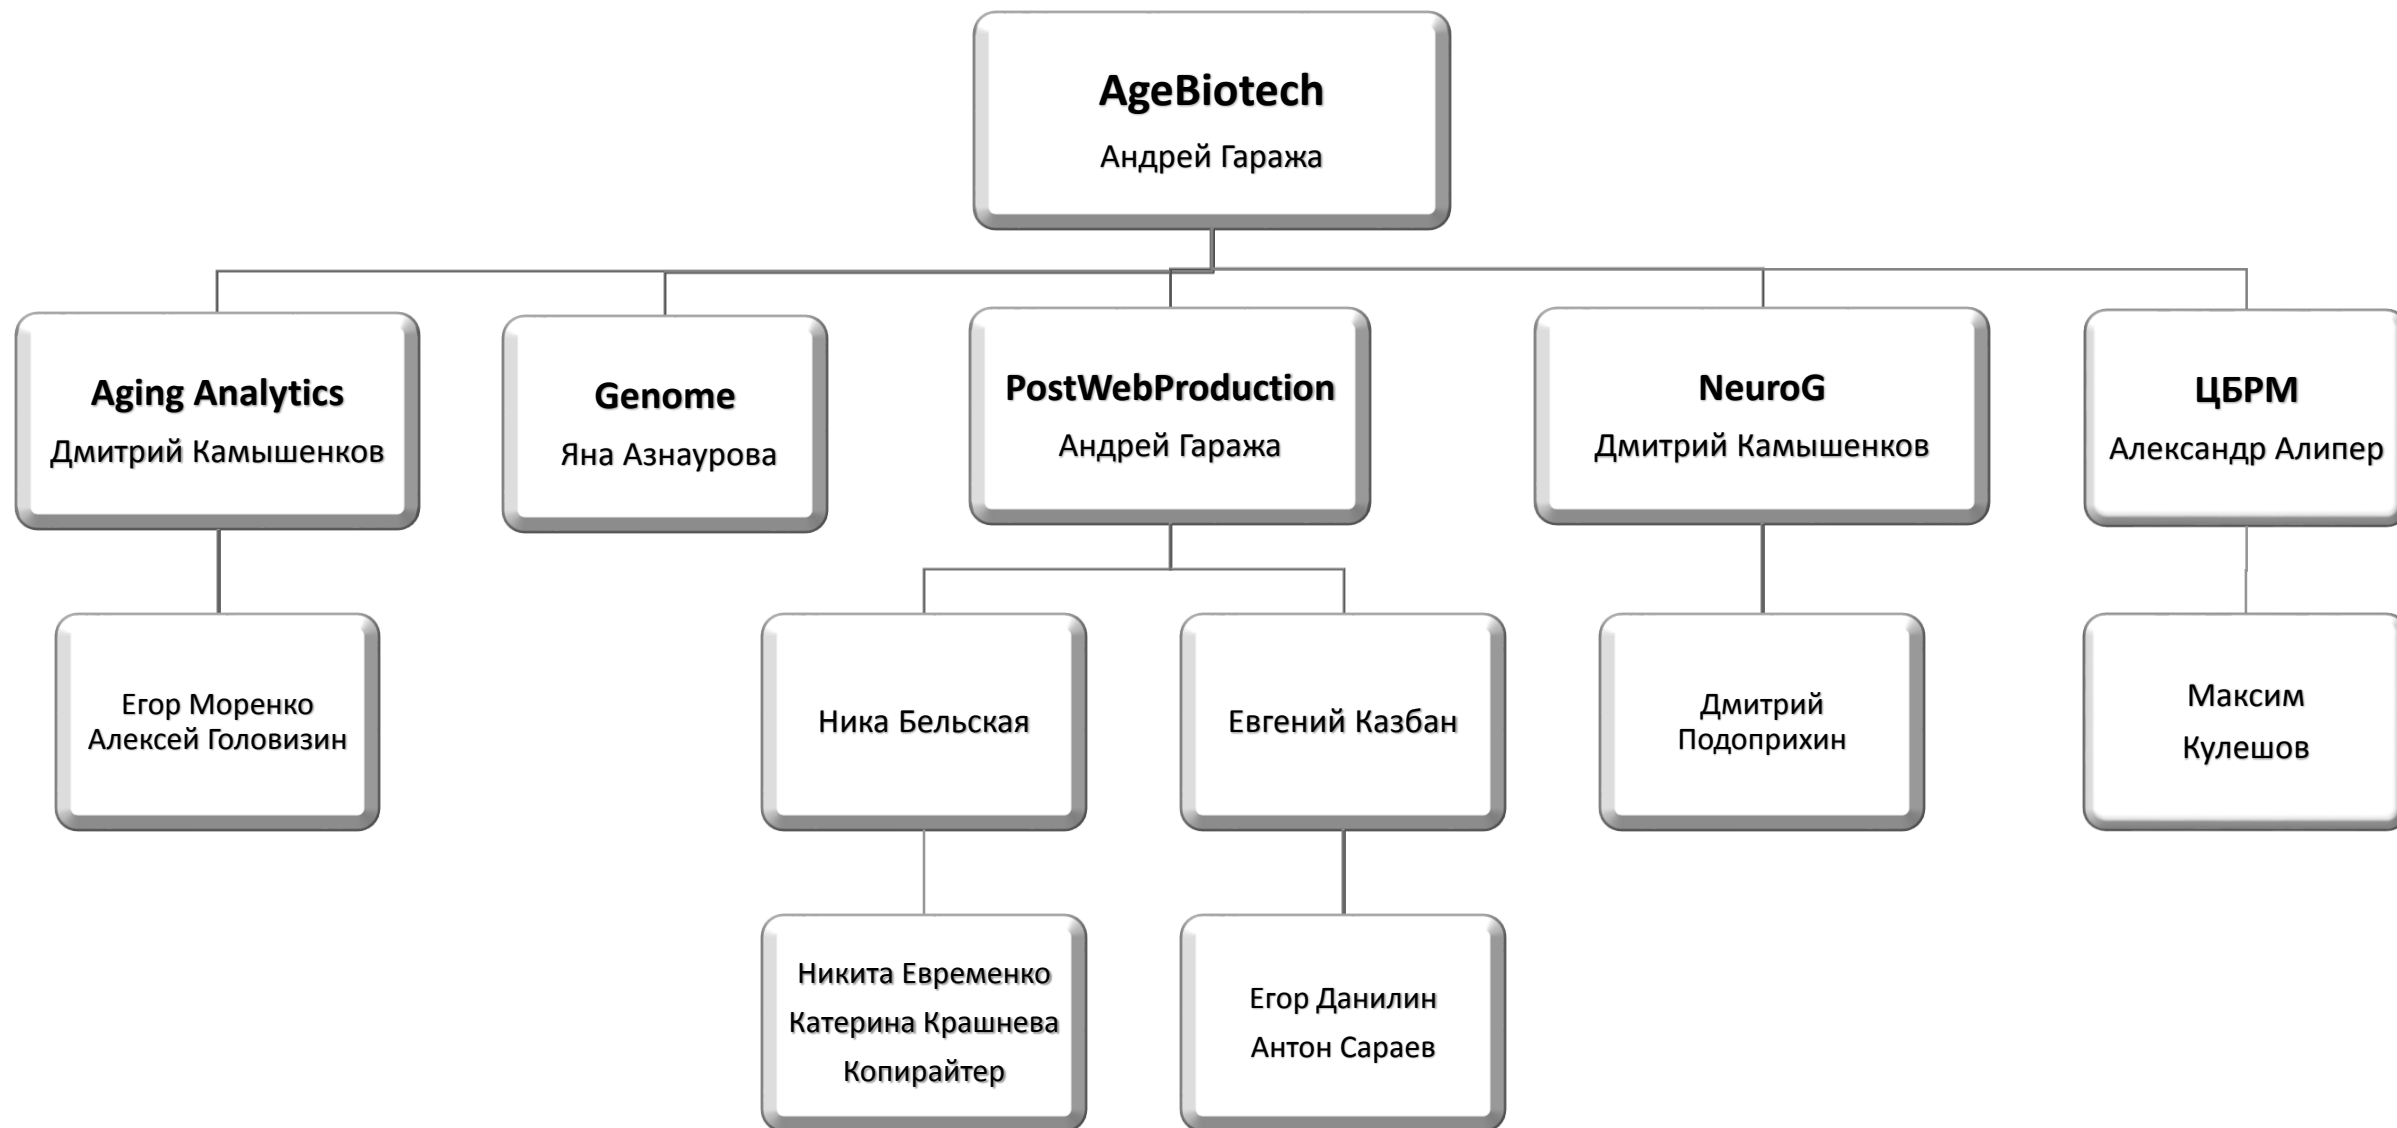 AgeBiotech
Андрей Гаража
Aging Analytics
Дмитрий Камышенков
Genome
Яна Азнаурова
PostWebProduction
Андрей Гаража
NeuroG
Дмитрий Камышенков
ЦБРМ
Александр Алипер
Егор Моренко
Алексей Головизин
Ника Бельская
Евгений Казбан
Дмитрий
Подоприхин
Максим
Кулешов
Никита Евременко
Катерина Крашнева
Копирайтер
Егор Данилин
Антон Сараев